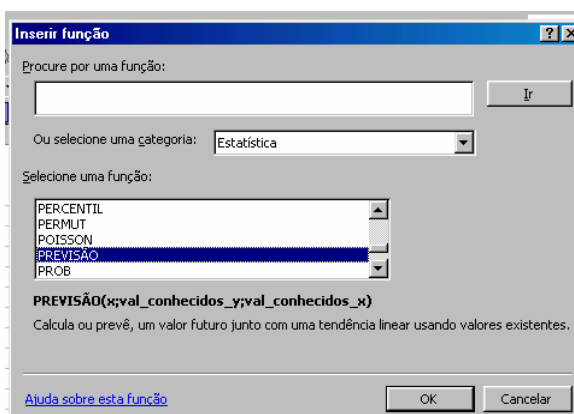 Inserir função
Procure por uma função:
Ir
Ou selecione uma categoria: Estatística
Selecione uma função:
PERCENTIL
PERMUT
POISSON
PREVISÃO
PROB
PREVISÃO(x;val_conhecidos_y;val_conhecidos_x)
Calcula ou prevê, um valor futuro junto com uma tendência linear usando valores existentes.
Ajuda sobre esta função OK Cancelar